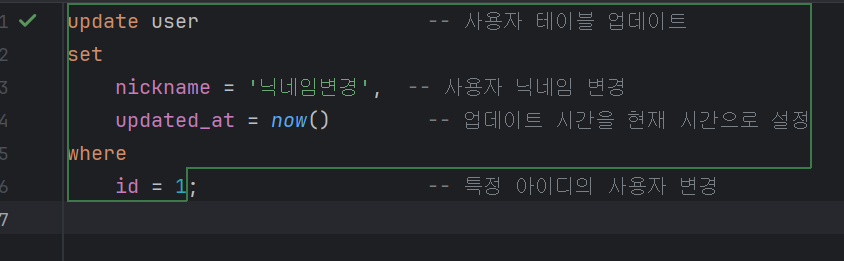 1 update user -- 사용자 테이블 업데이트
2 set
3 nickname = '닉네임변경', -- 사용자 닉네임 변경
4 updated_at = now() -- 업데이트 시간을 현재 시간으로 설정
5 where
6 id = 1; -- 특정 아이디의 사용자 변경
7